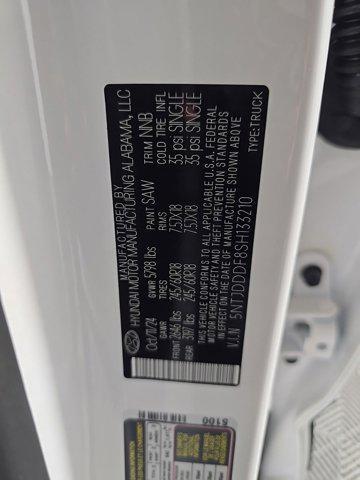 MANUFACTURED BY
HYUNDAI MOTOR MANUFACTURING ALABAMA, LLC
Oct/11/24 GVWR 5798 lbs PAINT SAW TRIM NNB
GAWR TIRES RIMS COLD TIRE INFL
FRONT 2646 lbs 245/60R18 7.5JX18 35 psi SINGLE
REAR 3197 lbs 245/60R18 7.5JX18 35 psi SINGLE
THIS VEHICLE CONFORMS TO ALL APPLICABLE U.S.A. FEDERAL
MOTOR VEHICLE SAFETY AND THEFT PREVENTION STANDARDS
IN EFFECT ON THE DATE OF MANUFACTURE SHOWN ABOVE
V.I.N 5NTJDDDF8SH133210 TYPE:TRUCK
5100